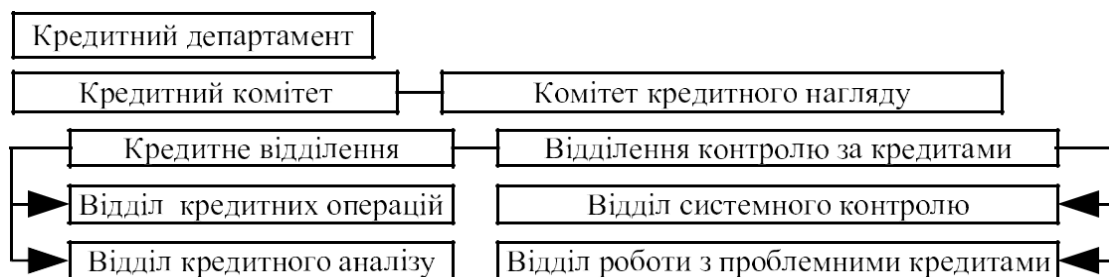 Кредитний департамент
Кредитний комітет
Комітет кредитного нагляду
Кредитне відділення
Відділення контролю за кредитами
Відділ кредитних операцій
Відділ системного контролю
Відділ кредитного аналізу
Відділ роботи з проблемними кредитами